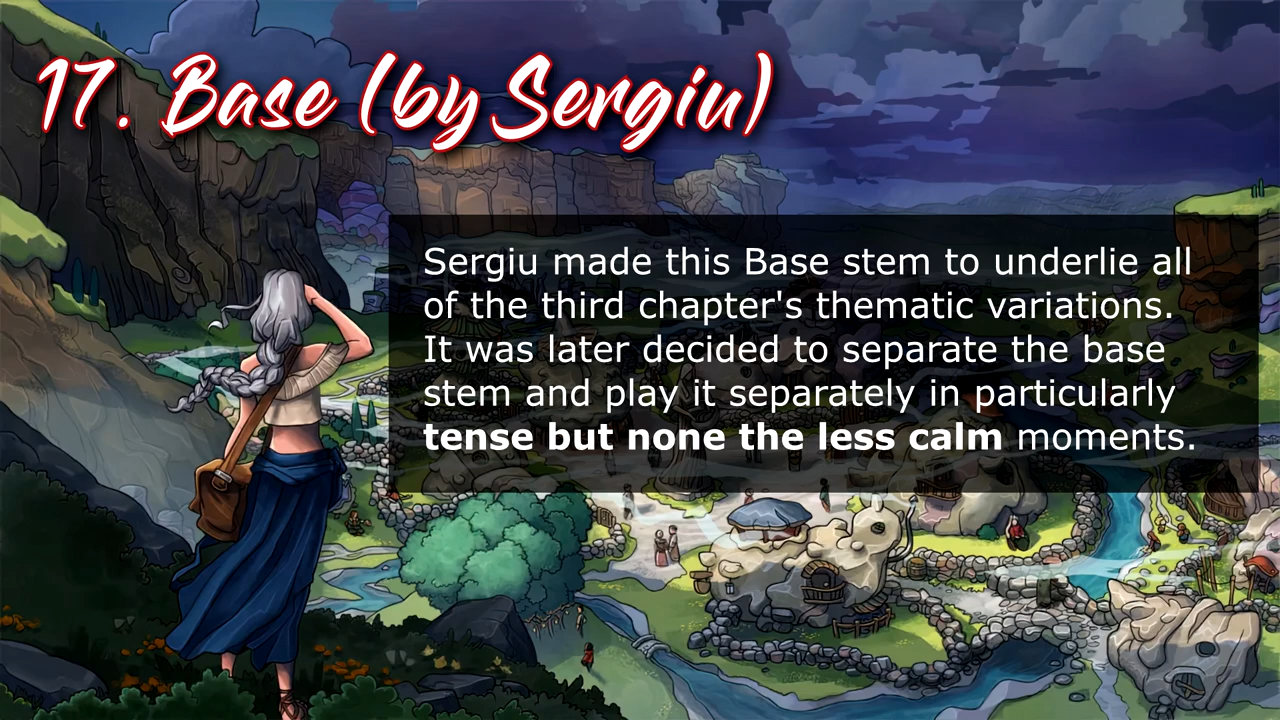 17. Base (by Sergiu)
Sergiu made this Base stem to underlie all
of the third chapter's thematic variations.
It was later decided to separate the base
stem and play it separately in particularly
tense but none the less calm moments.